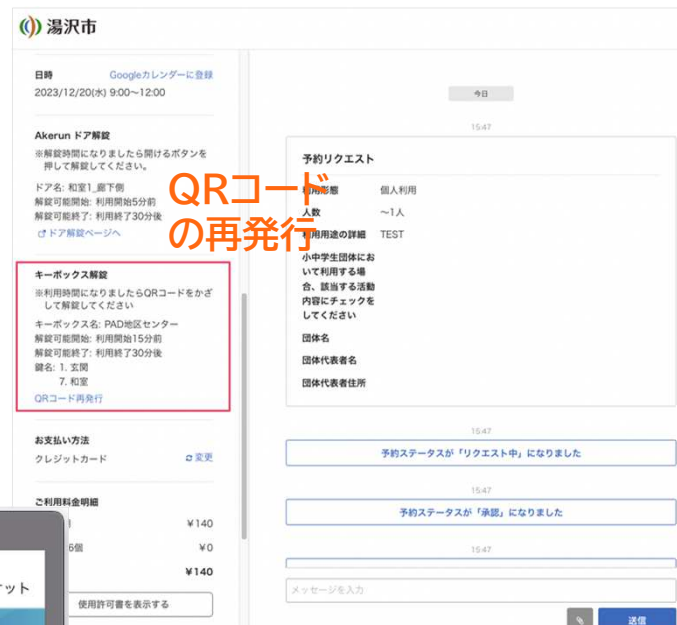 湯沢市
日時
Googleカレンダーに登録
2023/12/20(水) 9:00〜12:00
Akerun ドア解錠
※解錠時間になりましたら開けるボタンを
押して解錠してください。
ドア名: 和室1_廊下側
解錠可能開始: 利用開始5分前
解錠可能終了: 利用終了30分後
ドア解錠ページへ
QRコード
の再発行
キーボックス解錠
※利用時間になりましたらQRコードをかざ
して解錠してください
キーボックス名: PAD地区センター
解錠可能開始: 利用開始15分前
解錠可能終了: 利用終了30分後
鍵名: 1. 玄関
7. 和室
QRコード再発行
お支払い方法
クレジットカード
変更
ご利用料金明細
¥140
6個
¥0
¥140
使用許可書を表示する
ケット
今日
15:47
予約リクエスト
利用形態
個人利用
人数
〜1人
利用用途の詳細
TEST
小中学生団体にお
いて利用する場
合、該当する活動
内容にチェックを
してください
団体名
団体代表者名
団体代表者住所
15:47
予約ステータスが「リクエスト中」になりました
15:47
予約ステータスが「承認」になりました
15:47
メッセージを入力
送信